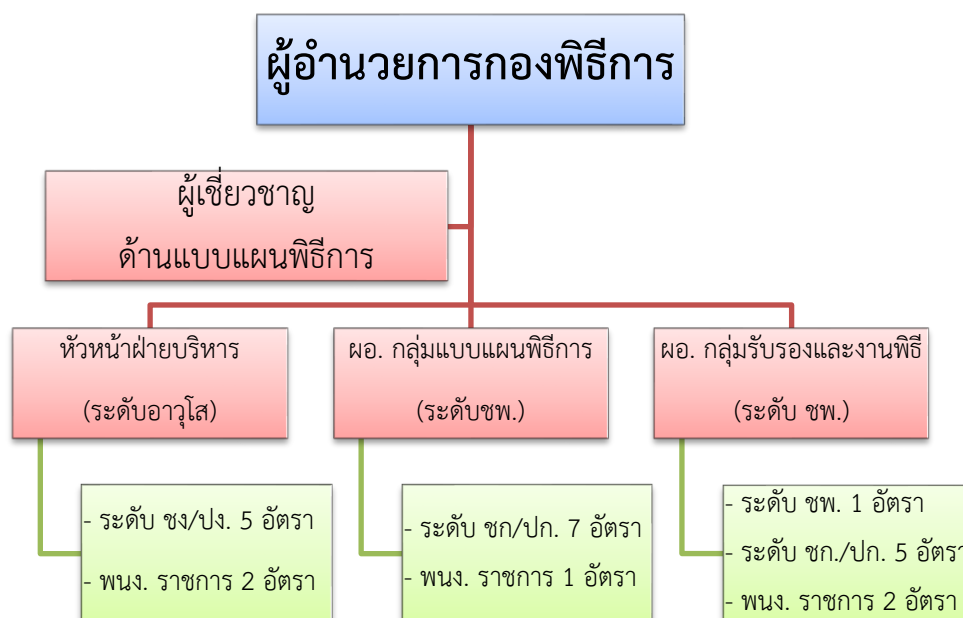 ผู้อำนวยการกองพิธีการ
ผู้เชี่ยวชาญ
ด้านแบบแผนพิธีการ
หัวหน้าฝ่ายบริหาร
(ระดับอาวุโส)
ผอ. กลุ่มแบบแผนพิธีการ
(ระดับชพ.)
ผอ. กลุ่มรับรองและงานพิธี
(ระดับ ชพ.)
- ระดับ ชง/ปง. 5 อัตรา
- พนง. ราชการ 2 อัตรา
- ระดับ ชก/ปก. 7 อัตรา
- พนง. ราชการ 1 อัตรา
- ระดับ ชพ. 1 อัตรา
- ระดับ ชก./ปก. 5 อัตรา
- พนง. ราชการ 2 อัตรา